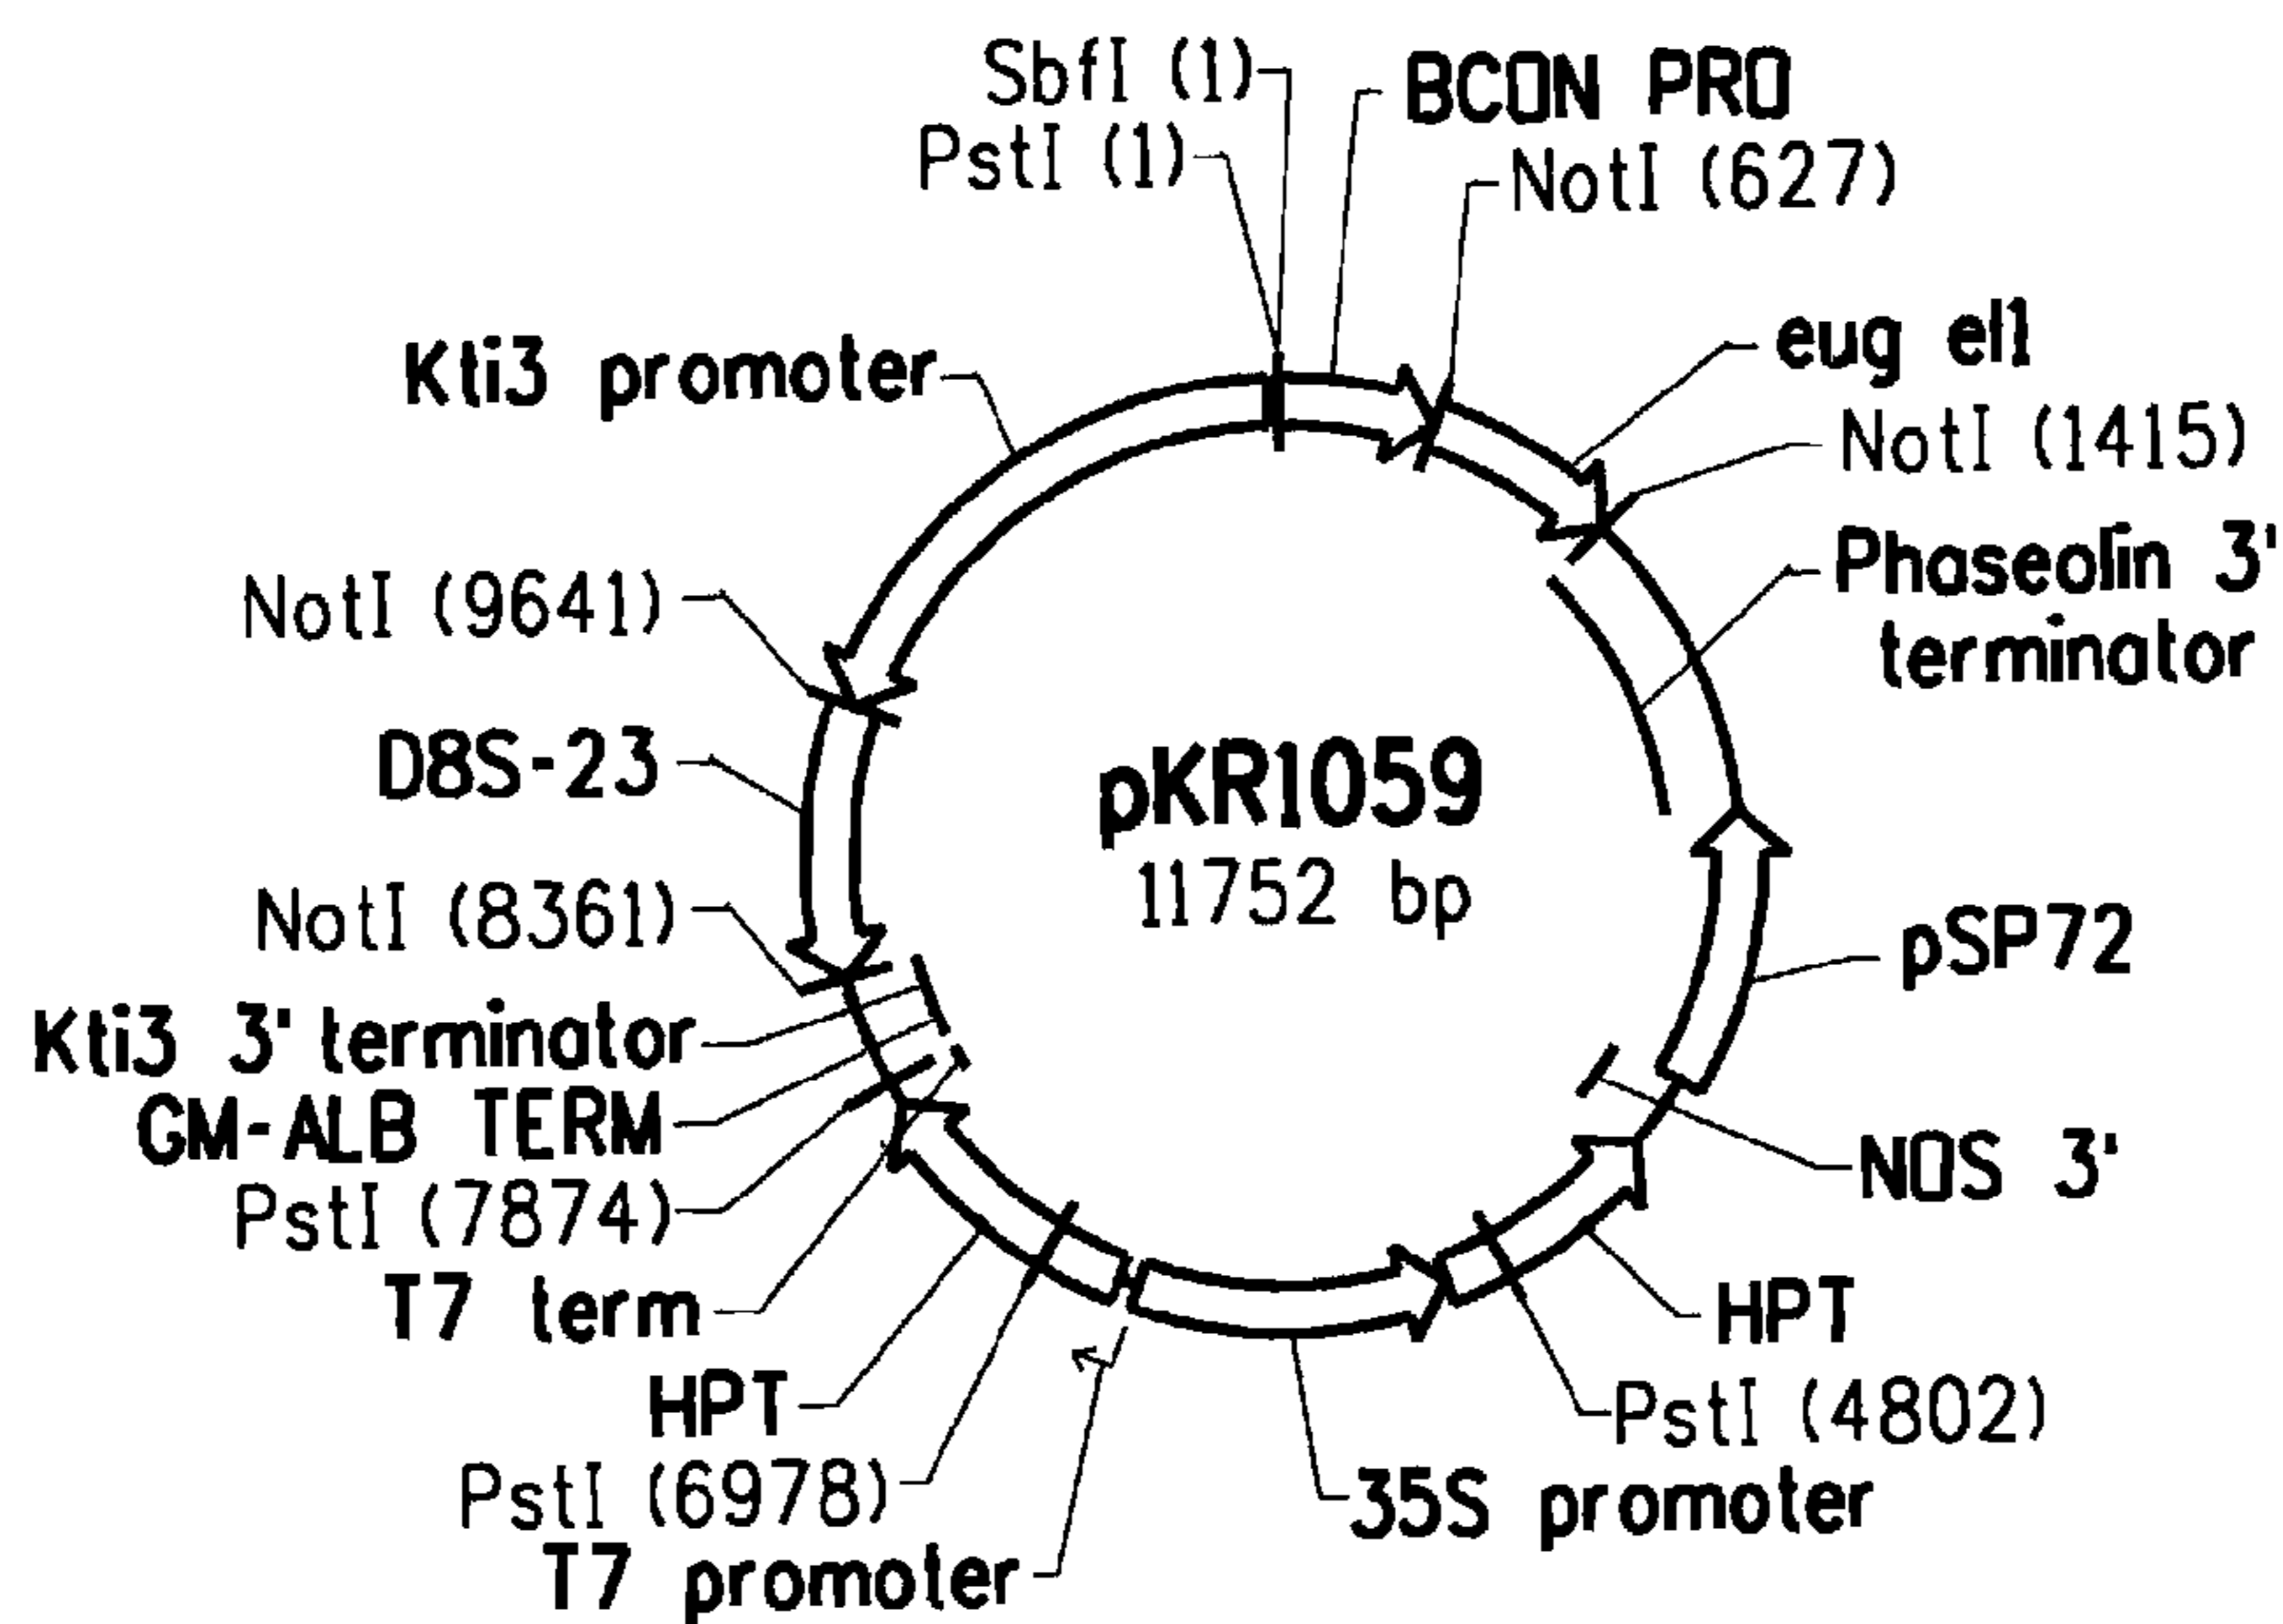 SbfI (1)
PstI (1)
BCON PRO
NotI (627)
eug el1
NotI (1415)
Phaseolin 3'
terminator
pSP72
NOS 3'
HPT
PstI (4802)
35S promoter
T7 promoter
PstI (6978)
HPT
T7 term
PstI (7874)
GM-ALB TERM
Kti3 3' terminator
NotI (8361)
D8S-23
NotI (9641)
Kti3 promoter
pKR1059
11752 bp